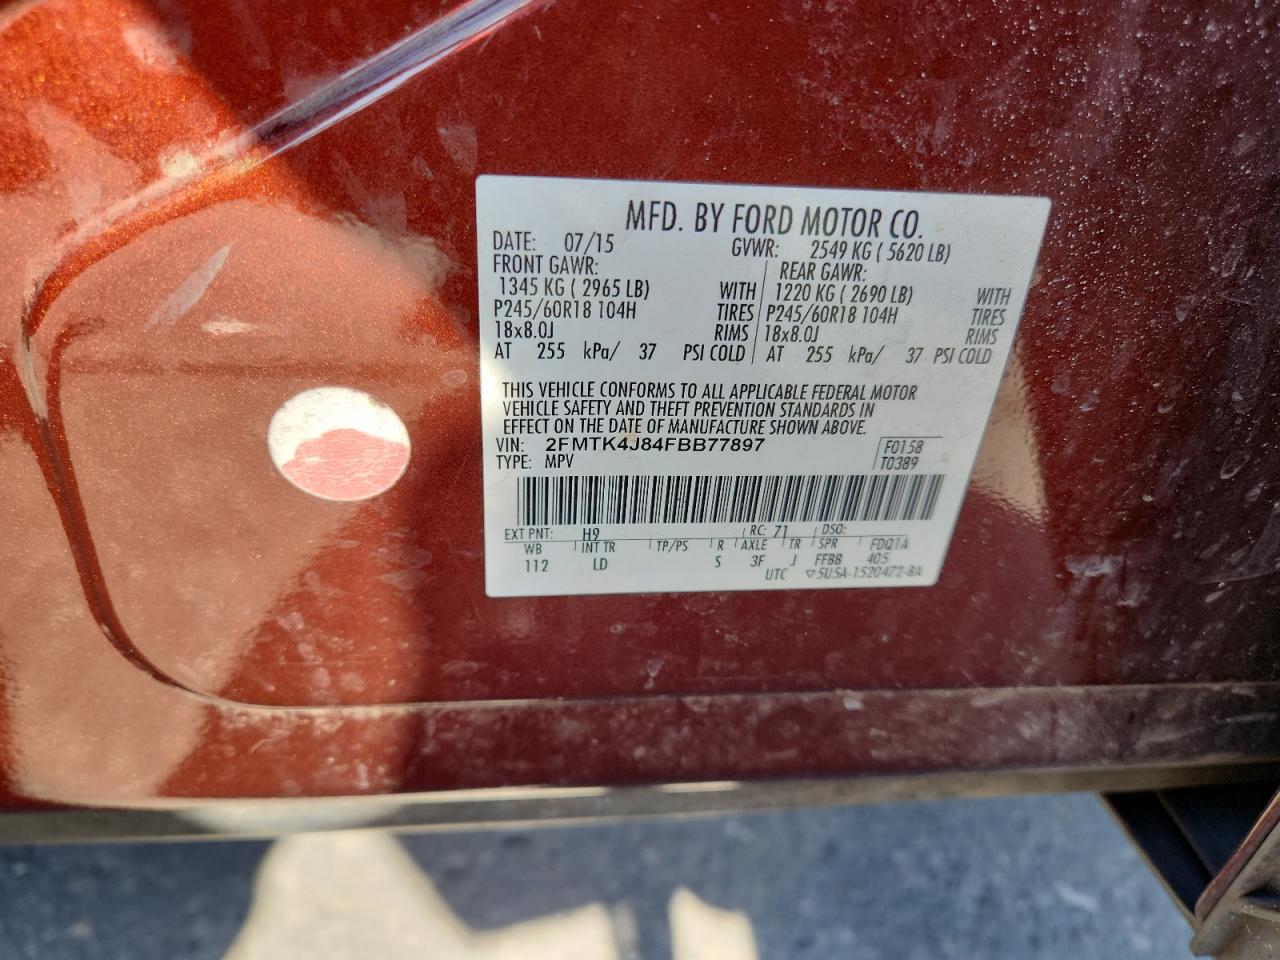 MFD. BY FORD MOTOR CO.
DATE: 07/15 GVWR: 2549 KG ( 5620 LB)
FRONT GAWR: REAR GAWR:
1345 KG ( 2965 LB) WITH 1220 KG ( 2690 LB) WITH
P245/60R18 104H TIRES P245/60R18 104H TIRES
18x8.0J RIMS 18x8.0J RIMS
AT 255 kPa/ 37 PSI COLD AT 255 kPa/ 37 PSI COLD
THIS VEHICLE CONFORMS TO ALL APPLICABLE FEDERAL MOTOR
VEHICLE SAFETY AND THEFT PREVENTION STANDARDS IN
EFFECT ON THE DATE OF MANUFACTURE SHOWN ABOVE.
VIN: 2FMTK4J84FBB77897 F0158
TYPE: MPV T0389
EXT PNT: H9 RC: 71 DSO:
WB INT TR TP/PS R AXLE TR SPR FDQ1A
112 LD S 3F J FFBB 405
UTC ▽5U5A-1520472-BA